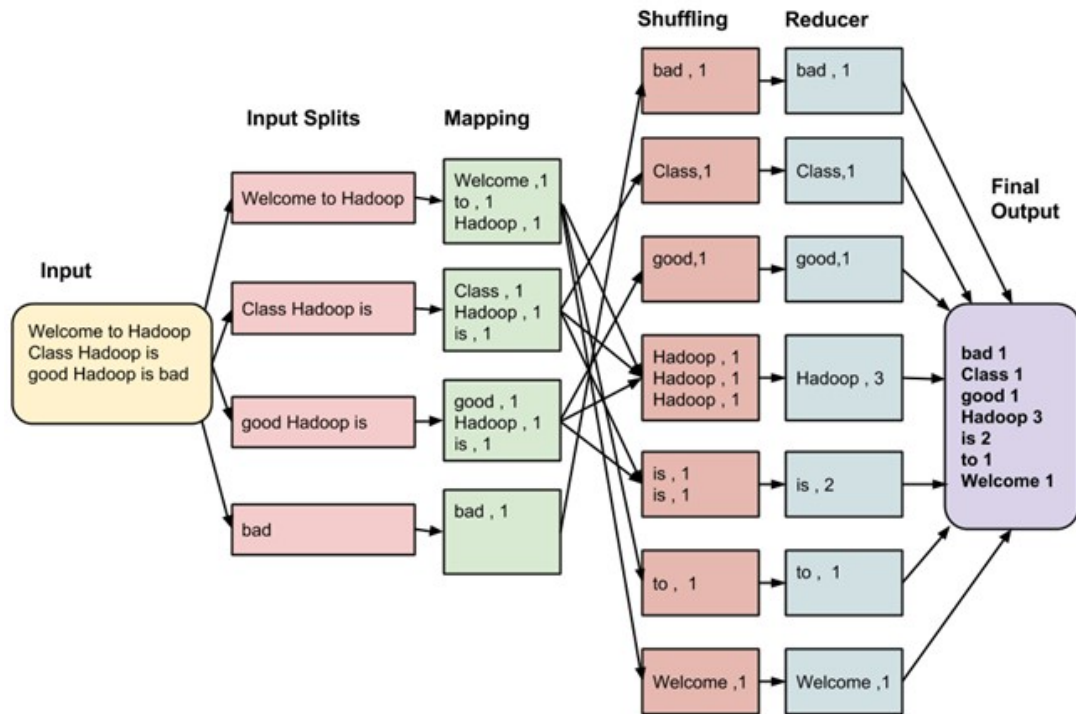 Input
Welcome to Hadoop
Class Hadoop is
good Hadoop is bad
Input Splits
Welcome to Hadoop
Class Hadoop is
good Hadoop is
bad
Mapping
Welcome ,1
to , 1
Hadoop , 1
Class , 1
Hadoop , 1
is , 1
good , 1
Hadoop , 1
is , 1
bad , 1
Shuffling
bad , 1
Class,1
good,1
Hadoop , 1
Hadoop , 1
Hadoop , 1
is , 1
is , 1
to , 1
Welcome ,1
Reducer
bad , 1
Class,1
good,1
Hadoop , 3
is , 2
to , 1
Welcome ,1
Final
Output
bad 1
Class 1
good 1
Hadoop 3
is 2
to 1
Welcome 1